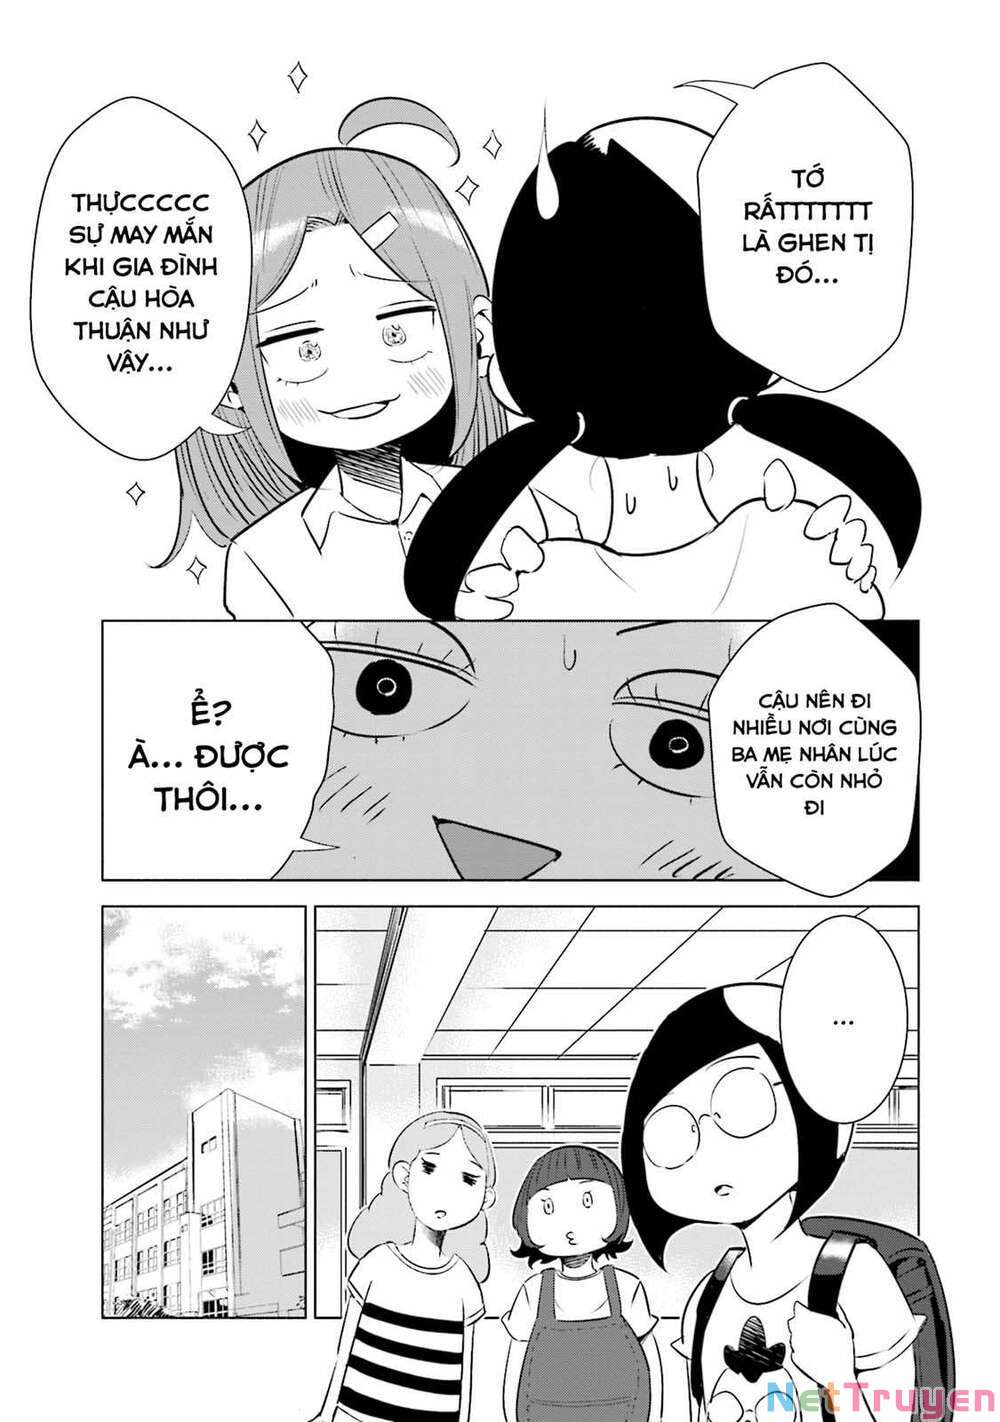 TỚ
RẤTTTTTTT
LÀ GHEN TỊ
ĐÓ...
THỰCCCCC
SỰ MAY MẮN
KHI GIA ĐÌNH
CẬU HÒA
THUẬN NHƯ
VẬY...
CẬU NÊN ĐI
NHIỀU NƠI CÙNG
BA MẸ NHÂN LÚC
VẪN CÒN NHỎ
ĐI
Ể?
À... ĐƯỢC
THÔI...
...
NetTruyen